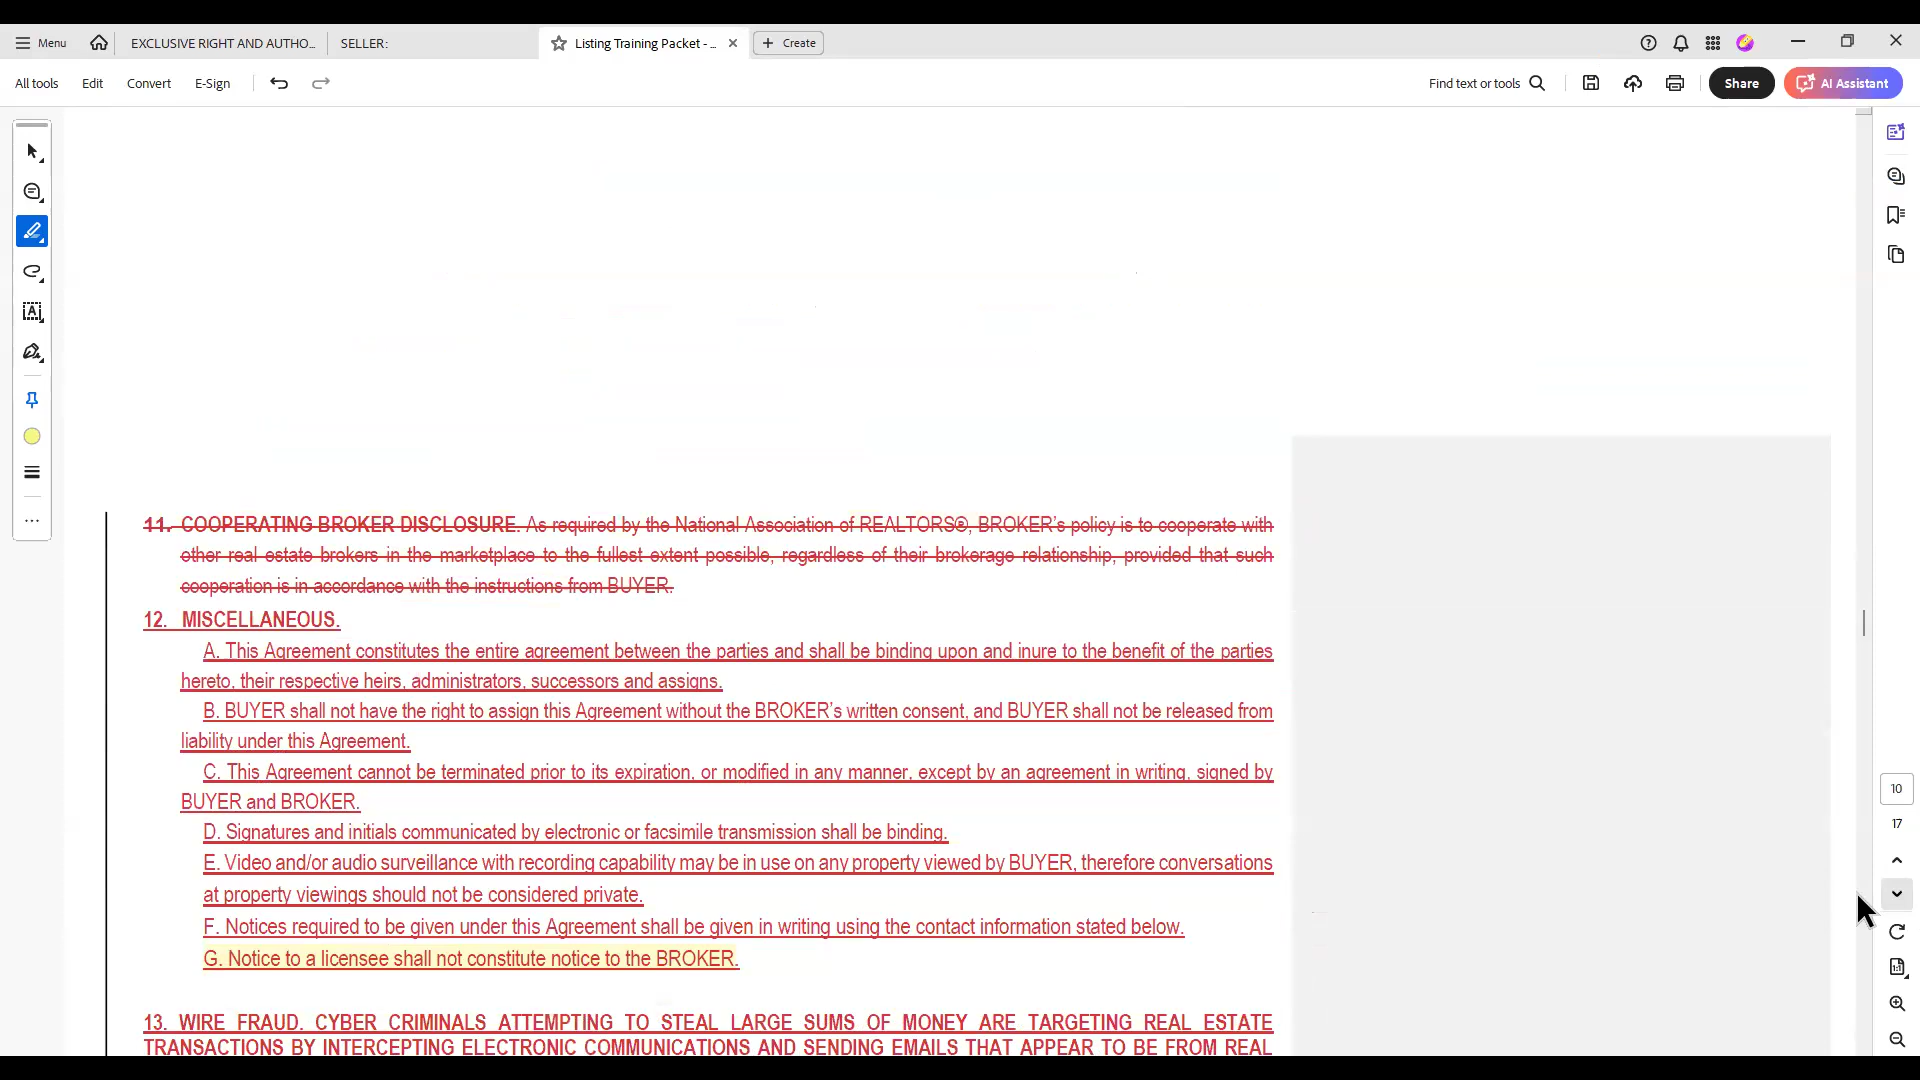 Menu
EXCLUSIVE RIGHT AND AUTHO...
SELLER:
Listing Training Packet - ...
Create
All tools
Edit
Convert
E-Sign
Find text or tools
Share
AI Assistant
11. COOPERATING BROKER DISCLOSURE. As required by the National Association of REALTORS®, BROKER's policy is to cooperate with
other real estate brokers in the marketplace to the fullest extent possible, regardless of their brokerage relationship, provided that such
cooperation is in accordance with the instructions from BUYER.
12. MISCELLANEOUS.
A. This Agreement constitutes the entire agreement between the parties and shall be binding upon and inure to the benefit of the parties
hereto, their respective heirs, administrators, successors and assigns.
B. BUYER shall not have the right to assign this Agreement without the BROKER's written consent, and BUYER shall not be released from
liability under this Agreement.
C. This Agreement cannot be terminated prior to its expiration, or modified in any manner, except by an agreement in writing, signed by
BUYER and BROKER.
D. Signatures and initials communicated by electronic or facsimile transmission shall be binding.
E. Video and/or audio surveillance with recording capability may be in use on any property viewed by BUYER, therefore conversations
at property viewings should not be considered private.
F. Notices required to be given under this Agreement shall be given in writing using the contact information stated below.
G. Notice to a licensee shall not constitute notice to the BROKER.
13. WIRE FRAUD. CYBER CRIMINALS ATTEMPTING TO STEAL LARGE SUMS OF MONEY ARE TARGETING REAL ESTATE
TRANSACTIONS BY INTERCEPTING ELECTRONIC COMMUNICATIONS AND SENDING EMAILS THAT APPEAR TO BE FROM REAL
10
17